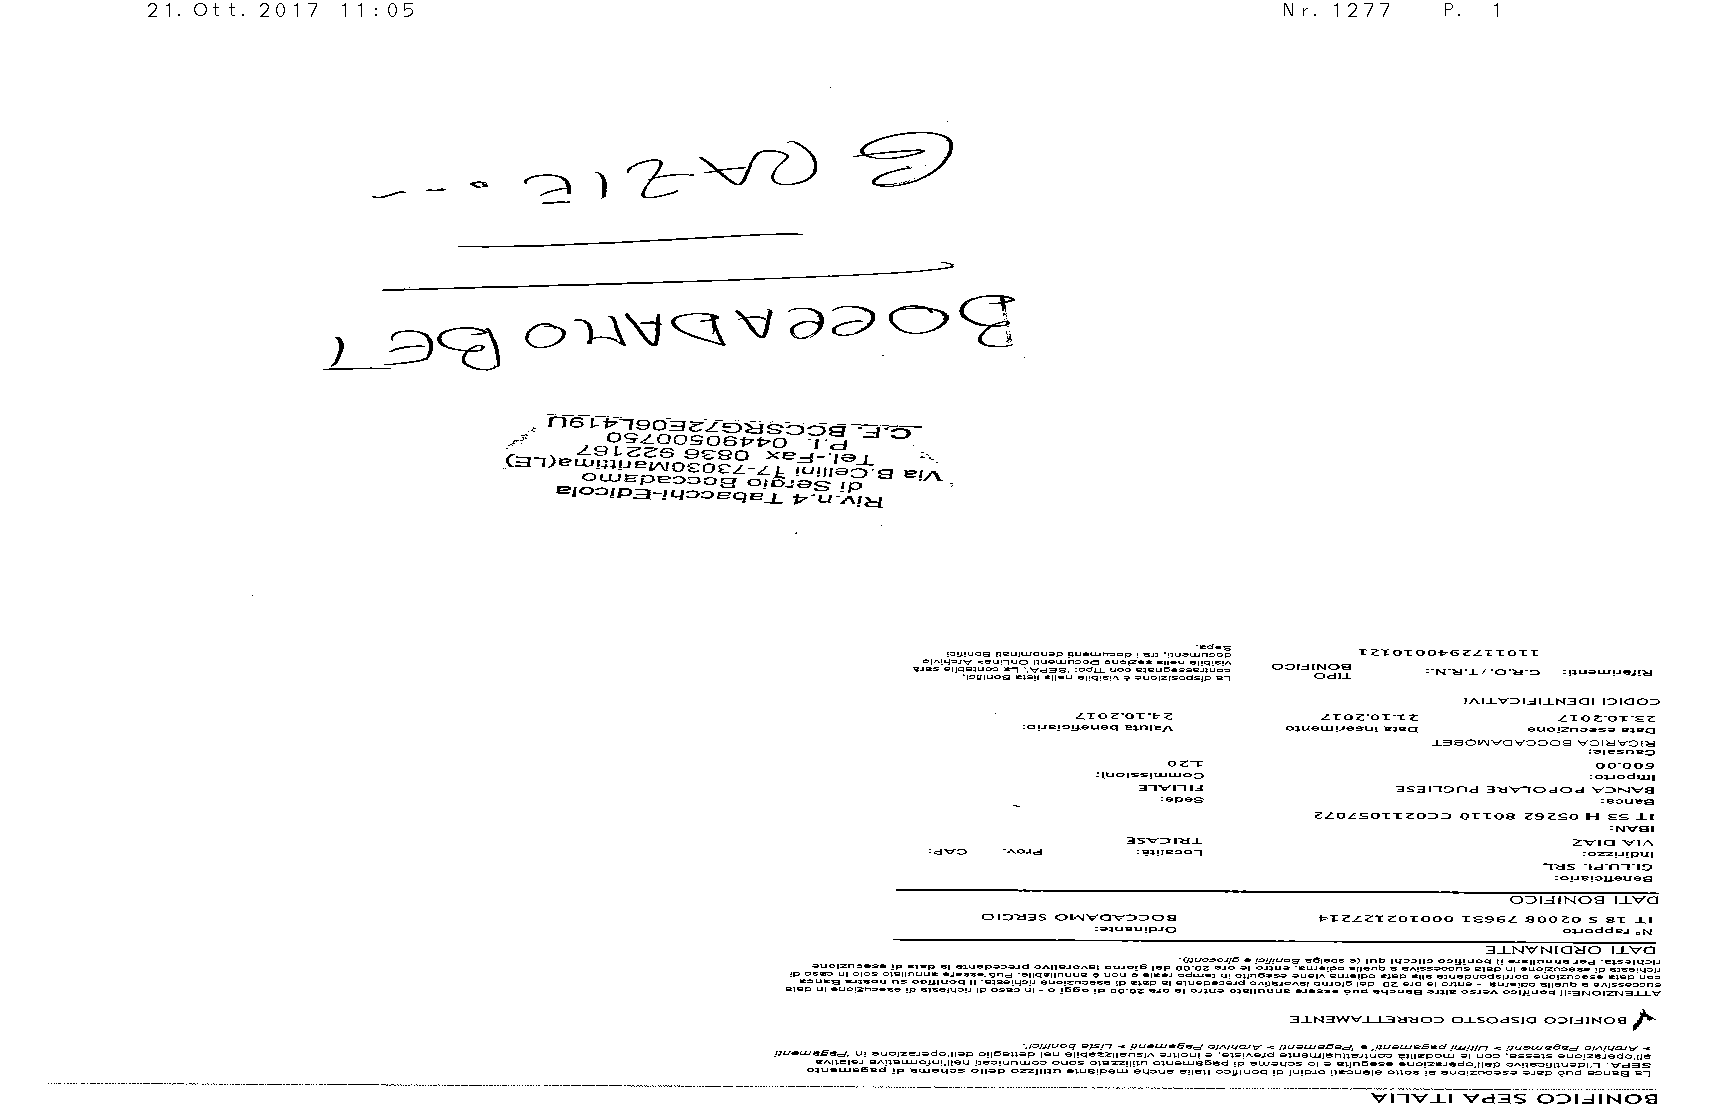 21.Ott.2017 11:05 Nr.1277 P. 1
BONIFICO SEPA ITALIA
La Banca può dare esecuzione ai sotto elencati ordini di bonifico Italia anche mediante utilizzo dello schema di pagamento
SEPA. L'identificativo dell'operazione eseguita e lo schema di pagamento utilizzato sono comunicati nell'informativa relativa
all'operazione stessa, con le modalità contrattualmente previste, e inoltre visualizzabile nel dettaglio dell'operazione in 'Pagamenti
> Archivio Pagamenti > Ultimi pagamenti' e 'Pagamenti > Archivio Pagamenti > Liste bonifici'.
BONIFICO DISPOSTO CORRETTAMENTE
ATTENZIONE:Il bonifico verso altre Banche può essere annullato entro le ore 20.00 di oggi o - in caso di richiesta di esecuzione in data
successiva a quella odierna - entro le ore 20 del giorno lavorativo precedente la data di esecuzione richiesta. Il bonifico su nostra Banca
con data esecuzione corrispondente alla data odierna viene eseguito in tempo reale e non è annullabile. Può essere annullato solo in caso di
richiesta di esecuzione in data successiva a quella odierna, entro le ore 20.00 del giorno lavorativo precedente la data di esecuzione
richiesta. Per annullare il bonifico clicchi qui (e scelga Bonifici e giroconti).
DATI ORDINANTE
N° rapporto Ordinante:
IT 18 S 02008 79631 000102127214 BOCCADAMO SERGIO
DATI BONIFICO
Beneficiario:
GI.LU.PI. SRL
Indirizzo: Località: Prov. CAP:
VIA DIAZ TRICASE
IBAN:
IT 53 H 05262 80110 CC0211057072
Banca: Sede:
BANCA POPOLARE PUGLIESE FILIALE
Importo: Commissioni:
600.00 1.20
Causale:
RICARICA BOCCADAMOBET
Data esecuzione Data inserimento Valuta beneficiario:
23.10.2017 21.10.2017 24.10.2017
CODICI IDENTIFICATIVI
Riferimenti: C.R.O./T.R.N.: TIPO La disposizione è visibile nella lista Bonifici,
1101172940010121 BONIFICO contrassegnata con Tipo: 'SEPA'. La contabile sarà
visibile nella sezione Documenti OnLine> Archivio
documenti, tra i documenti denominati Bonifici
Sepa.
Riv.n.4 Tabacchi-Edicola
di Sergio Boccadamo
Via B.Cellini 17-73030Marittima(LE)
Tel.-Fax 0836 922167
P.I. 04490500750
C.F. BCCSRG72E06L419U
BOCCADAMO BET
GRAZIE...